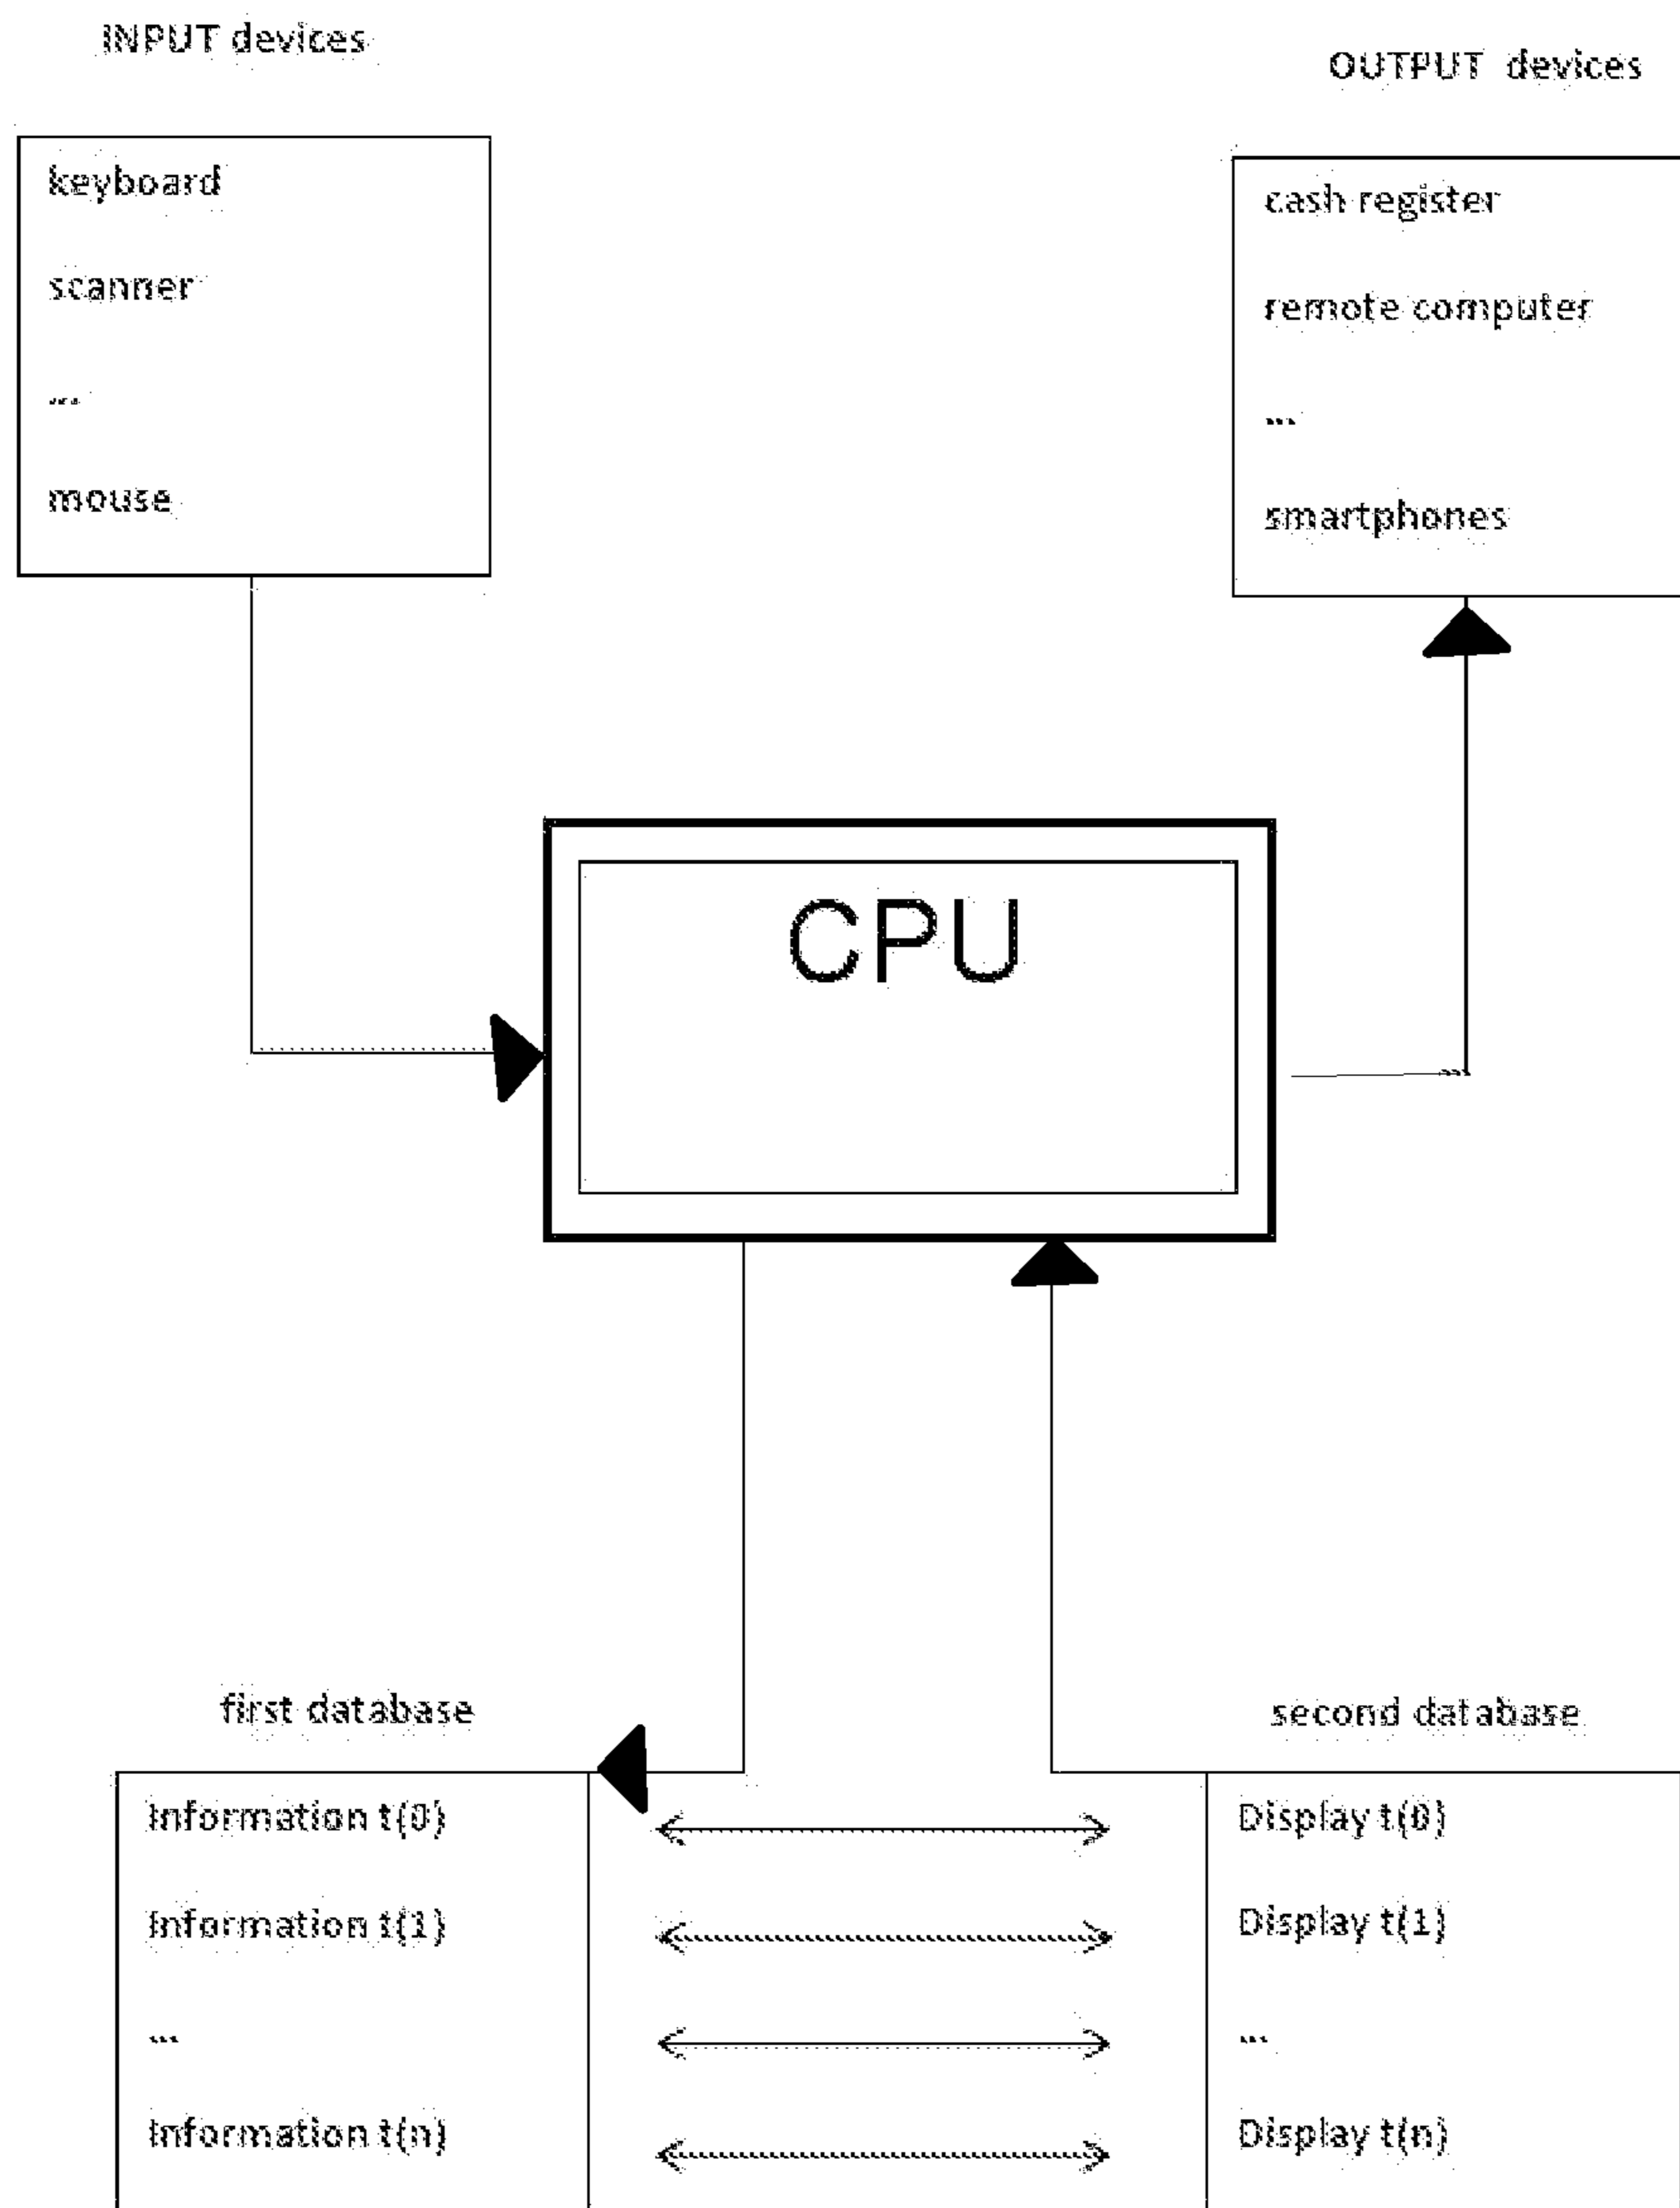 INPUT devices
OUTPUT devices
keyboard
scanner
...
mouse
cash register
remote computer
...
smartphones
CPU
first database
second database
Information t(0)
Information t(1)
...
Information t(n)
Display t(0)
Display t(1)
...
Display t(n)